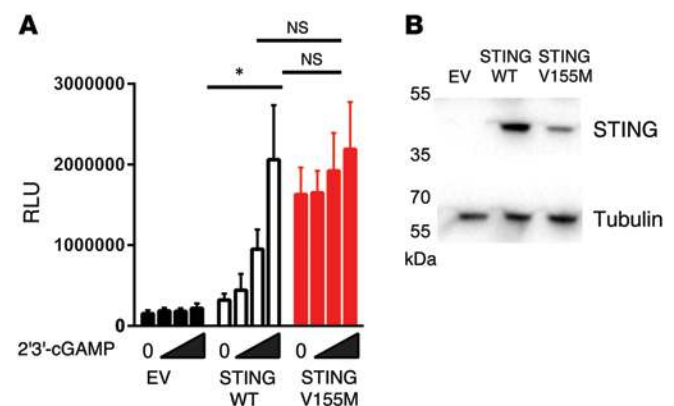 A
NS
NS
*
3000000
2000000
1000000
0
RLU
2'3'-cGAMP
0
0
0
EV
STING
WT
STING
V155M
B
EV
STING
WT
STING
V155M
55
35
70
55
kDa
STING
Tubulin